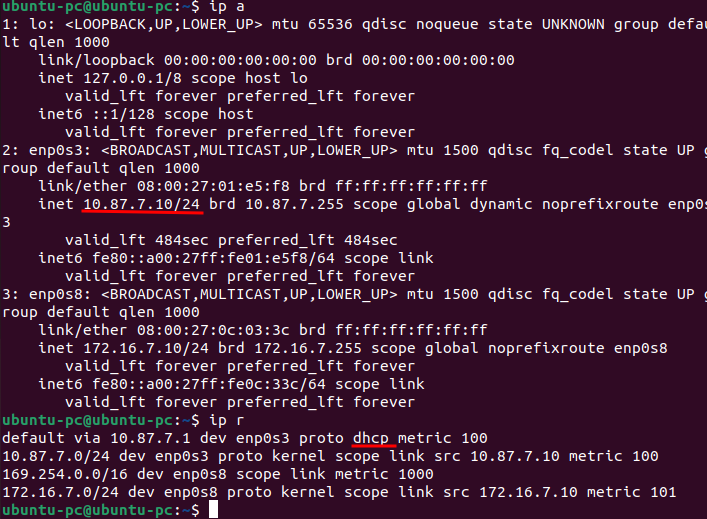 ubuntu-pc@ubuntu-pc:~$ ip a
1: lo: <LOOPBACK,UP,LOWER_UP> mtu 65536 qdisc noqueue state UNKNOWN group defau
lt qlen 1000
    link/loopback 00:00:00:00:00:00 brd 00:00:00:00:00:00
    inet 127.0.0.1/8 scope host lo
       valid_lft forever preferred_lft forever
    inet6 ::1/128 scope host
       valid_lft forever preferred_lft forever
2: enp0s3: <BROADCAST,MULTICAST,UP,LOWER_UP> mtu 1500 qdisc fq_codel state UP g
roup default qlen 1000
    link/ether 08:00:27:01:e5:f8 brd ff:ff:ff:ff:ff:ff
    inet 10.87.7.10/24 brd 10.87.7.255 scope global dynamic noprefixroute enp0s
3
       valid_lft 484sec preferred_lft 484sec
    inet6 fe80::a00:27ff:fe01:e5f8/64 scope link
       valid_lft forever preferred_lft forever
3: enp0s8: <BROADCAST,MULTICAST,UP,LOWER_UP> mtu 1500 qdisc fq_codel state UP g
roup default qlen 1000
    link/ether 08:00:27:0c:03:3c brd ff:ff:ff:ff:ff:ff
    inet 172.16.7.10/24 brd 172.16.7.255 scope global noprefixroute enp0s8
       valid_lft forever preferred_lft forever
    inet6 fe80::a00:27ff:fe0c:33c/64 scope link
       valid_lft forever preferred_lft forever
ubuntu-pc@ubuntu-pc:~$ ip r
default via 10.87.7.1 dev enp0s3 proto dhcp metric 100
10.87.7.0/24 dev enp0s3 proto kernel scope link src 10.87.7.10 metric 100
169.254.0.0/16 dev enp0s8 scope link metric 1000
172.16.7.0/24 dev enp0s8 proto kernel scope link src 172.16.7.10 metric 101
ubuntu-pc@ubuntu-pc:~$